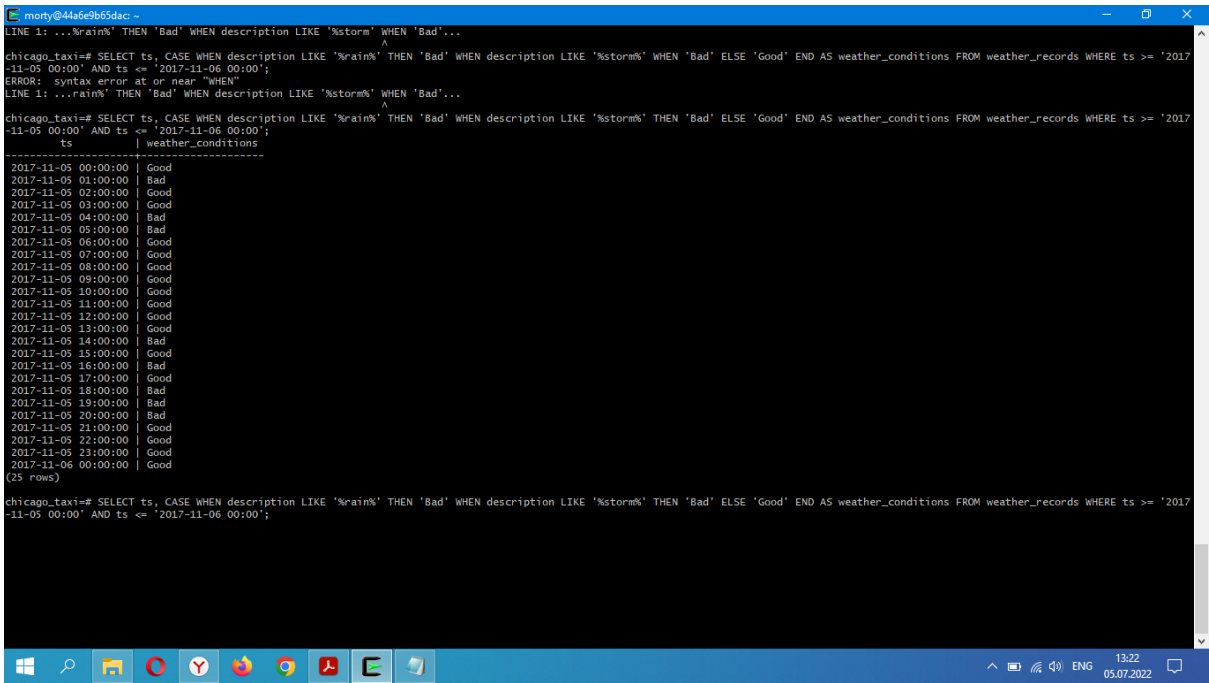 morty@44a6e9b65dac: ~
LINE 1: ...%rain%' THEN 'Bad' WHEN description LIKE '%storm' WHEN 'Bad'...
^
chicago_taxi=# SELECT ts, CASE WHEN description LIKE '%rain%' THEN 'Bad' WHEN description LIKE '%storm%' WHEN 'Bad' ELSE 'Good' END AS weather_conditions FROM weather_records WHERE ts >= '2017
-11-05 00:00' AND ts <= '2017-11-06 00:00';
ERROR:  syntax error at or near "WHEN"
LINE 1: ...rain%' THEN 'Bad' WHEN description LIKE '%storm%' WHEN 'Bad'...
^
chicago_taxi=# SELECT ts, CASE WHEN description LIKE '%rain%' THEN 'Bad' WHEN description LIKE '%storm%' THEN 'Bad' ELSE 'Good' END AS weather_conditions FROM weather_records WHERE ts >= '2017
-11-05 00:00' AND ts <= '2017-11-06 00:00';
ts | weather_conditions
---------------------+--------------------
2017-11-05 00:00:00 | Good
2017-11-05 01:00:00 | Bad
2017-11-05 02:00:00 | Good
2017-11-05 03:00:00 | Good
2017-11-05 04:00:00 | Bad
2017-11-05 05:00:00 | Bad
2017-11-05 06:00:00 | Good
2017-11-05 07:00:00 | Good
2017-11-05 08:00:00 | Good
2017-11-05 09:00:00 | Good
2017-11-05 10:00:00 | Good
2017-11-05 11:00:00 | Good
2017-11-05 12:00:00 | Good
2017-11-05 13:00:00 | Good
2017-11-05 14:00:00 | Bad
2017-11-05 15:00:00 | Good
2017-11-05 16:00:00 | Bad
2017-11-05 17:00:00 | Good
2017-11-05 18:00:00 | Bad
2017-11-05 19:00:00 | Bad
2017-11-05 20:00:00 | Bad
2017-11-05 21:00:00 | Good
2017-11-05 22:00:00 | Good
2017-11-05 23:00:00 | Good
2017-11-06 00:00:00 | Good
(25 rows)
chicago_taxi=# SELECT ts, CASE WHEN description LIKE '%rain%' THEN 'Bad' WHEN description LIKE '%storm%' THEN 'Bad' ELSE 'Good' END AS weather_conditions FROM weather_records WHERE ts >= '2017
-11-05 00:00' AND ts <= '2017-11-06 00:00';
ENG
13:22
05.07.2022